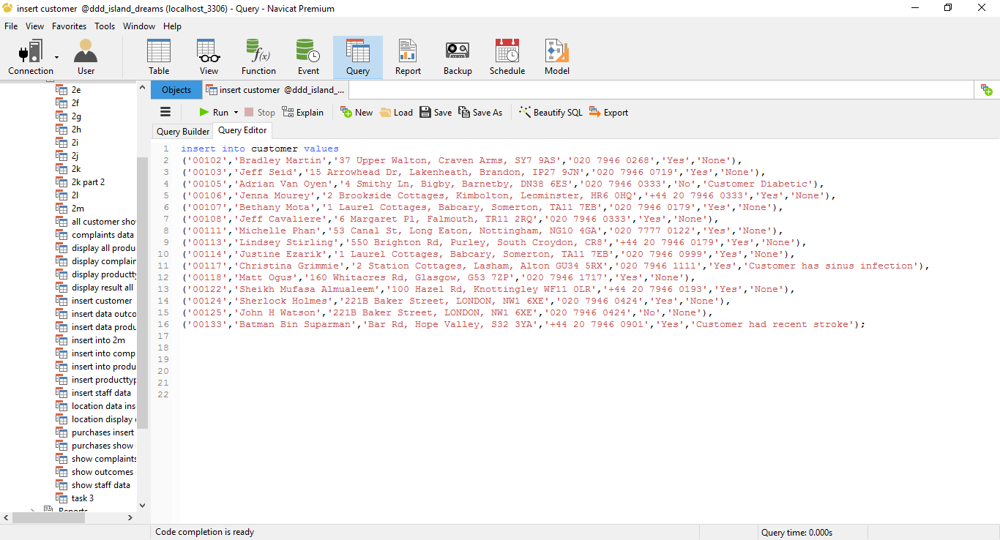 insert customer @ddd_island_dreams (localhost_3306) - Query - Navicat Premium
File View Favorites Tools Window Help
Connection User Table View Function Event Query Report Backup Schedule Model
f(x)
2e
2f
2g
2h
2i
2j
2k
2k part 2
2l
2m
all customer sho
complaints data
display all produ
display complain
display productty
display result all
insert customer
insert data outco
insert data produ
insert into 2m
insert into comp
insert into produ
insert producttyp
insert staff data
location data ins
location display
purchases insert
purchases show
show complaints
show outcomes
show staff data
task 3
Reports
Objects insert customer @ddd_island_...
Run Stop Explain New Load Save Save As Beautify SQL Export
Query Builder Query Editor
1 insert into customer values
2 ('00102','Bradley Martin','37 Upper Walton, Craven Arms, SY7 9AS','020 7946 0268','Yes','None'),
3 ('00103','Jeff Seid','15 Arrowhead Dr, Lakenheath, Brandon, IP27 9JN','020 7946 0719','Yes','None'),
4 ('00105','Adrian Van Oyen','4 Smithy Ln, Bigby, Barnetby, DN38 6ES','020 7946 0333','No','Customer Diabetic'),
5 ('00106','Jenna Mourey','2 Brookside Cottages, Kimbolton, Leominster, HR6 0HQ','+44 20 7946 0333','Yes','None'),
6 ('00107','Bethany Mota','1 Laurel Cottages, Babcary, Somerton, TA11 7EB','020 7946 0179','Yes','None'),
7 ('00108','Jeff Cavaliere','6 Margaret Pl, Falmouth, TR11 2RQ','020 7946 0333','Yes','None'),
8 ('00111','Michelle Phan','53 Canal St, Long Eaton, Nottingham, NG10 4GA','020 7777 0122','Yes','None'),
9 ('00113','Lindsey Stirling','550 Brighton Rd, Purley, South Croydon, CR8','+44 20 7946 0179','Yes','None'),
10 ('00114','Justine Ezarik','1 Laurel Cottages, Babcary, Somerton, TA11 7EB','020 7946 0999','Yes','None'),
11 ('00117','Christina Grimmie','2 Station Cottages, Lasham, Alton GU34 5RX','020 7946 1111','Yes','Customer has sinus infection'),
12 ('00118','Matt Ogus','160 Whitacres Rd, Glasgow, G53 7ZP','020 7946 1717','Yes','None'),
13 ('00122','Sheikh Mufasa Almualeem','100 Hazel Rd, Knottingley WF11 0LR','+44 20 7946 0193','Yes','None'),
14 ('00124','Sherlock Holmes','221B Baker Street, LONDON, NW1 6XE','020 7946 0424','Yes','None'),
15 ('00125','John H Watson','221B Baker Street, LONDON, NW1 6XE','020 7946 0424','No','None'),
16 ('00133','Batman Bin Suparman','Bar Rd, Hope Valley, S32 3YA','+44 20 7946 0901','Yes','Customer had recent stroke');
17
18
19
20
21
22
Code completion is ready Query time: 0.000s